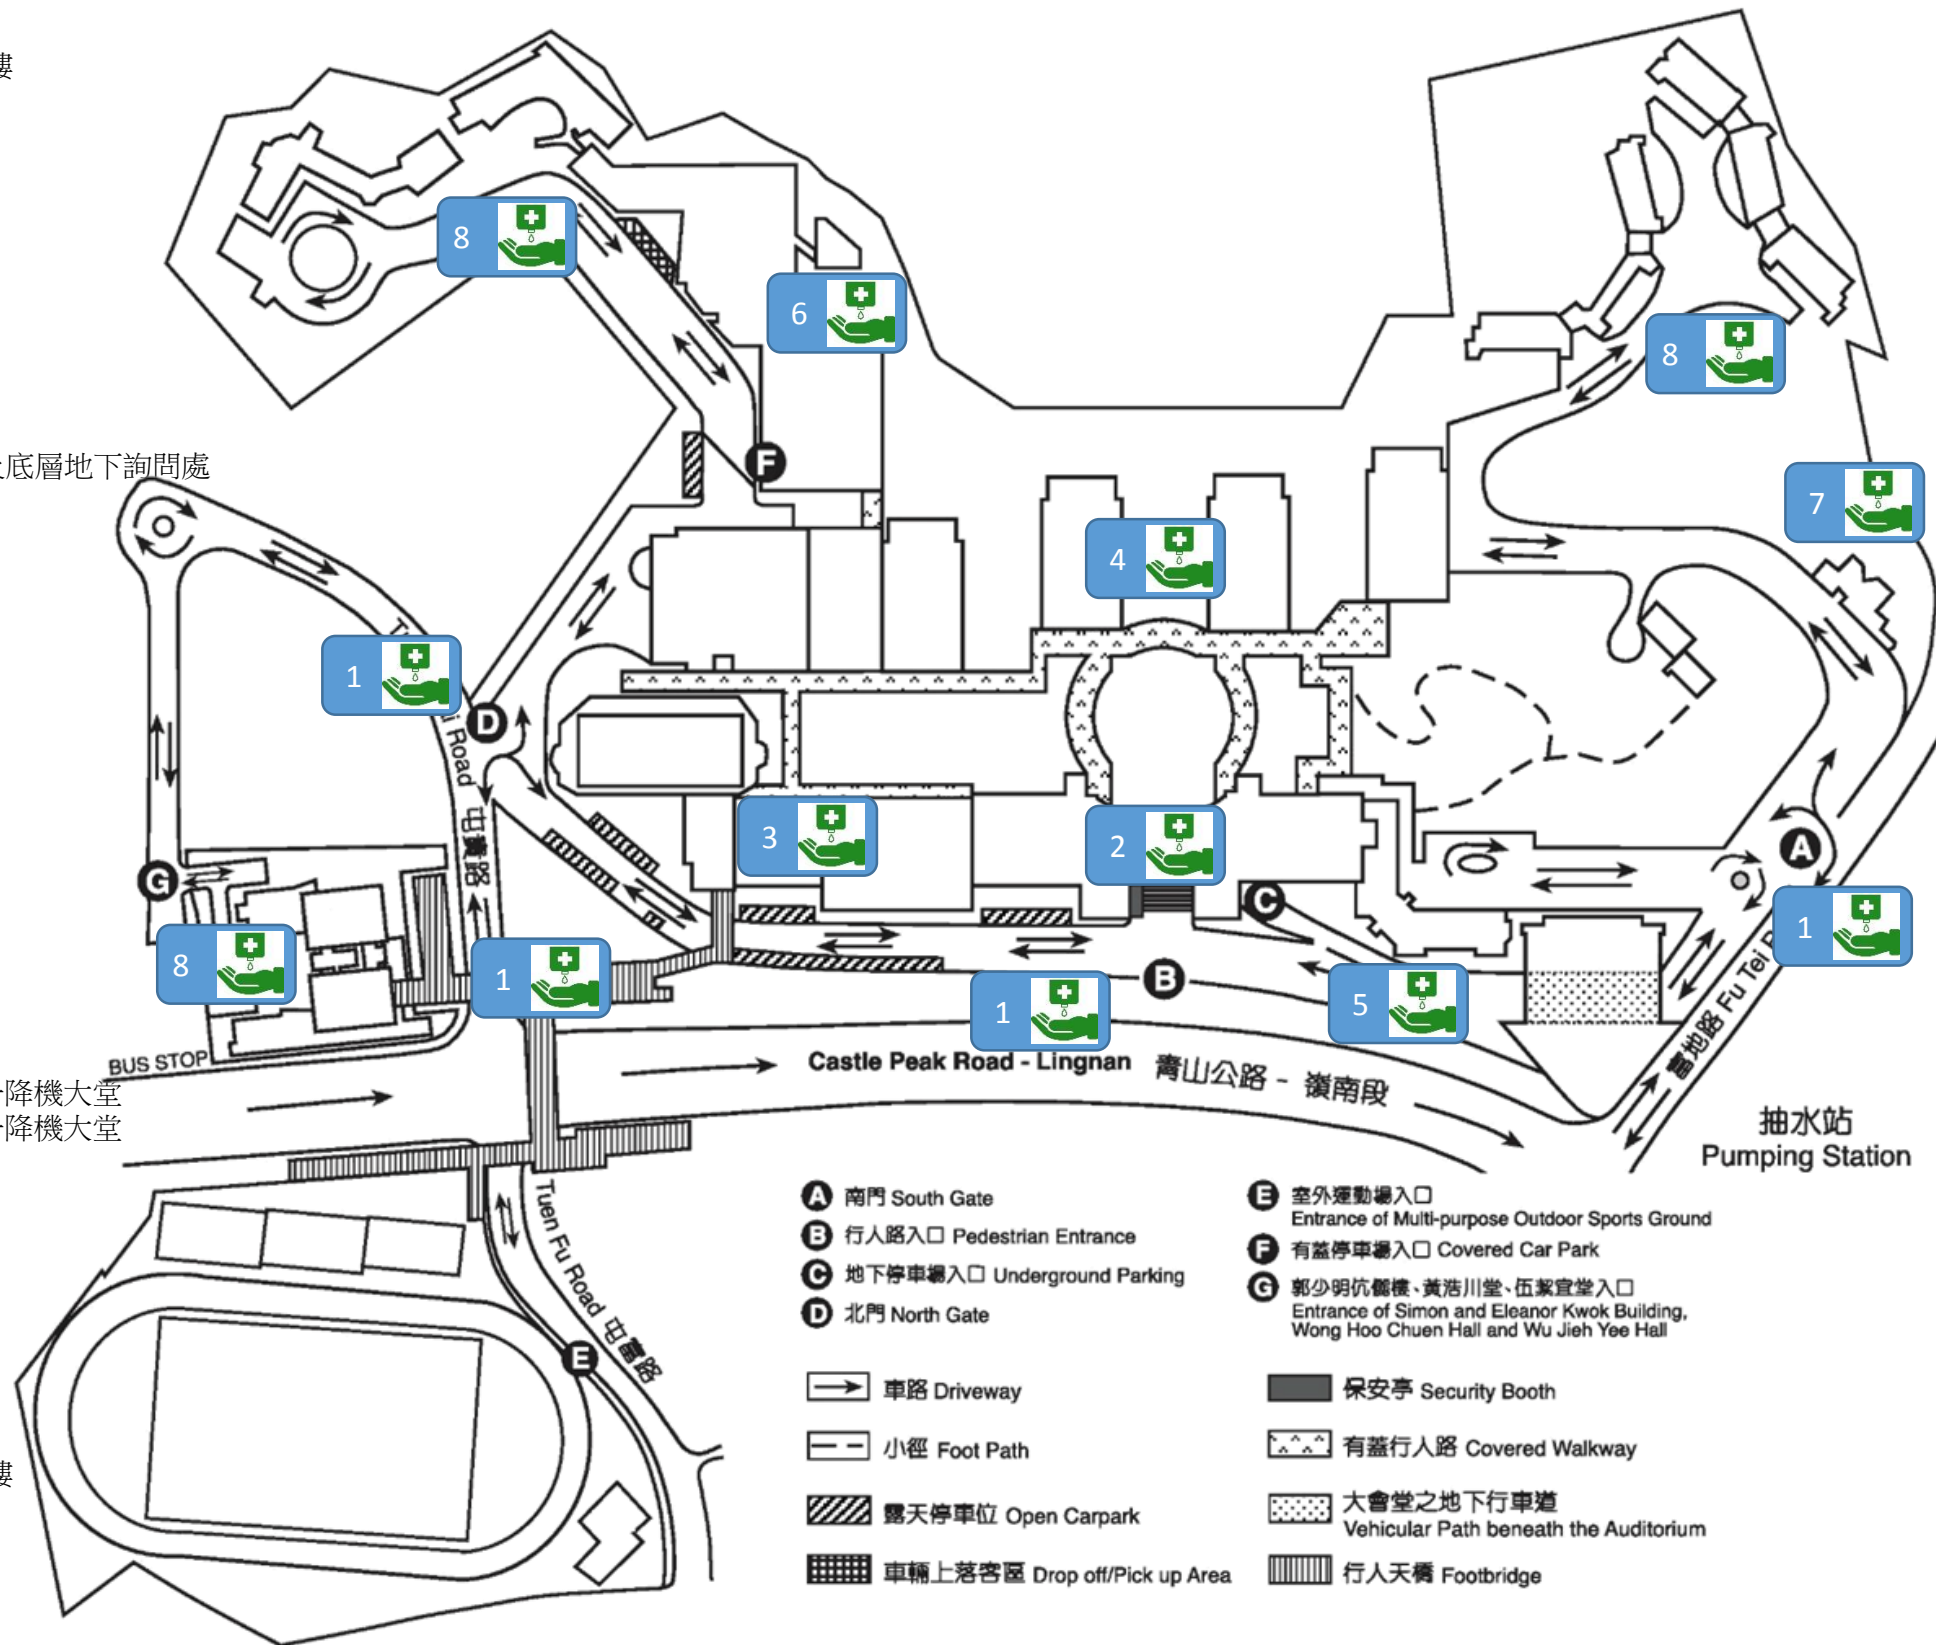 樓
底層地下詢問處
8
6
8
7
4
1
3
2
8
1
1
5
1
F
D
G
A
C
B
E
Road 屯富路
富地路 Fu Tei
BUS STOP
Castle Peak Road - Lingnan 青山公路 - 嶺南段
降機大堂
降機大堂
抽水站
Pumping Station
Tuen Fu Road 屯富路
樓
A 南門 South Gate
B 行人路入口 Pedestrian Entrance
C 地下停車場入口 Underground Parking
D 北門 North Gate
E 室外運動場入口
Entrance of Multi-purpose Outdoor Sports Ground
F 有蓋停車場入口 Covered Car Park
G 郭少明伉儷樓、黃浩川堂、伍絜宜堂入口
Entrance of Simon and Eleanor Kwok Building,
Wong Hoo Chuen Hall and Wu Jieh Yee Hall
車路 Driveway
小徑 Foot Path
露天停車位 Open Carpark
車輛上落客區 Drop off/Pick up Area
保安亭 Security Booth
有蓋行人路 Covered Walkway
大會堂之地下行車道
Vehicular Path beneath the Auditorium
行人天橋 Footbridge